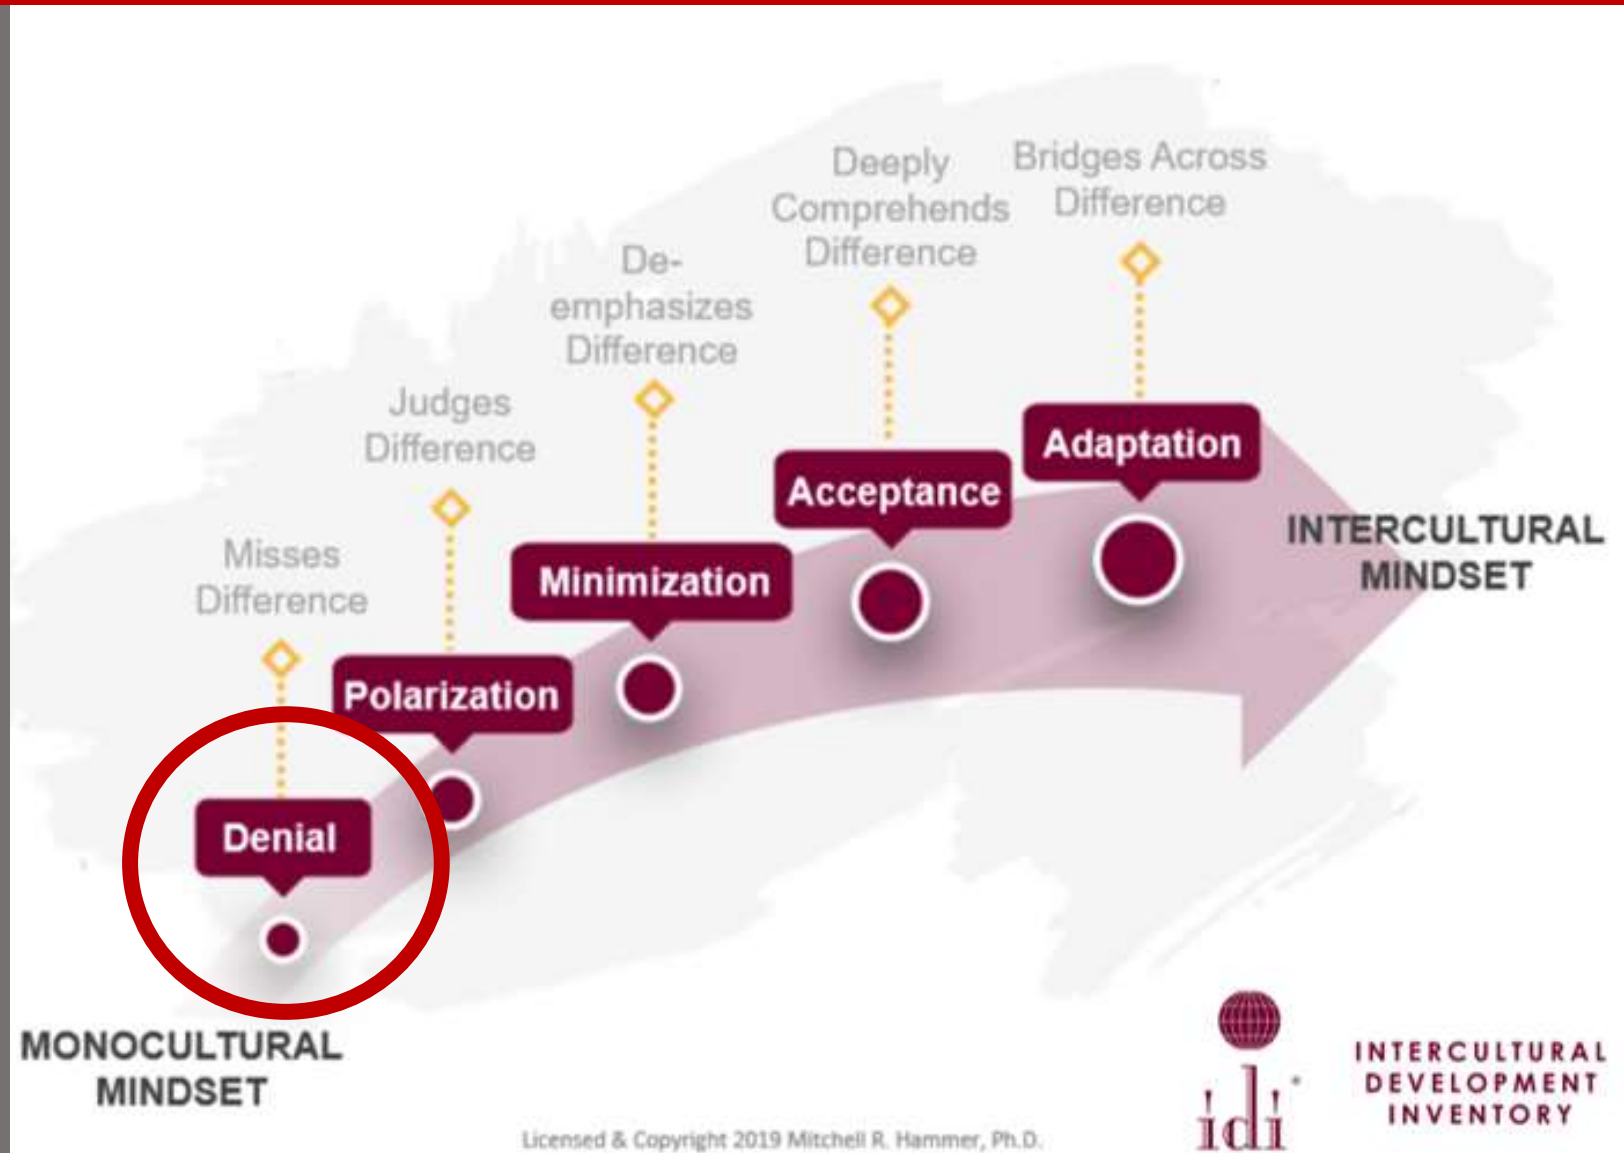 Deeply
Comprehends
Difference
Bridges Across
Difference
De-
emphasizes
Difference
Judges
Difference
Misses
Difference
Adaptation
Acceptance
Minimization
Polarization
Denial
INTERCULTURAL
MINDSET
MONOCULTURAL
MINDSET
idi
INTERCULTURAL
DEVELOPMENT
INVENTORY
Licensed & Copyright 2019 Mitchell R. Hammer, Ph.D.